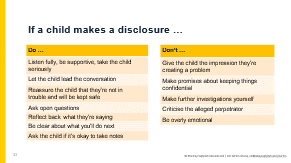 If a child makes a disclosure ...
Do ...
Listen fully, be supportive, take the child
seriously
Let the child lead the conversation
Reassure the child that they're not in
trouble and will be kept safe
Ask open questions
Reflect back what they're saying
Be clear about what you'll do next
Ask the child if it's okay to take notes
Don't ...
Give the child the impression they're
creating a problem
Make promises about keeping things
confidential
Make further investigations yourself
Criticise the alleged perpetrator
Be overly emotional